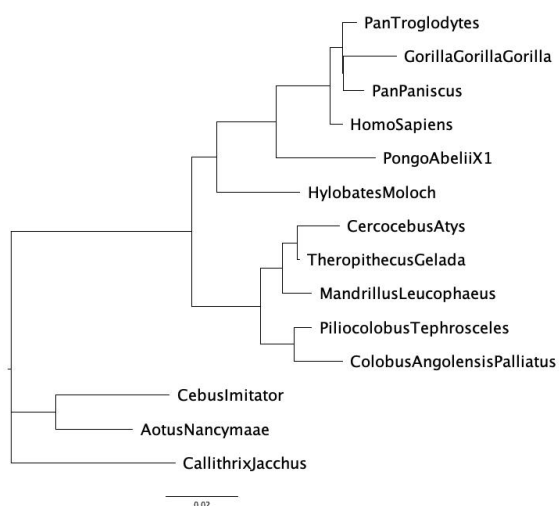 PanTroglodytes
GorillaGorillaGorilla
PanPaniscus
HomoSapiens
PongoAbeliiX1
HylobatesMoloch
CercocebusAtys
TheropithecusGelada
MandrillusLeucophaeus
PiliocolobusTephrosceles
ColobusAngolensisPalliatus
CebusImitator
AotusNancymaae
CallithrixJacchus
0.02